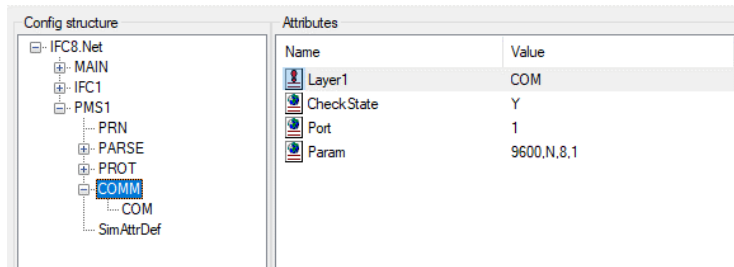 Config structure
Attributes
IFC8.Net
MAIN
IFC1
PMS1
PRN
PARSE
PROT
COMM
COM
SimAttrDef
Name Value
Layer1 COM
CheckState Y
Port 1
Param 9600,N,8,1